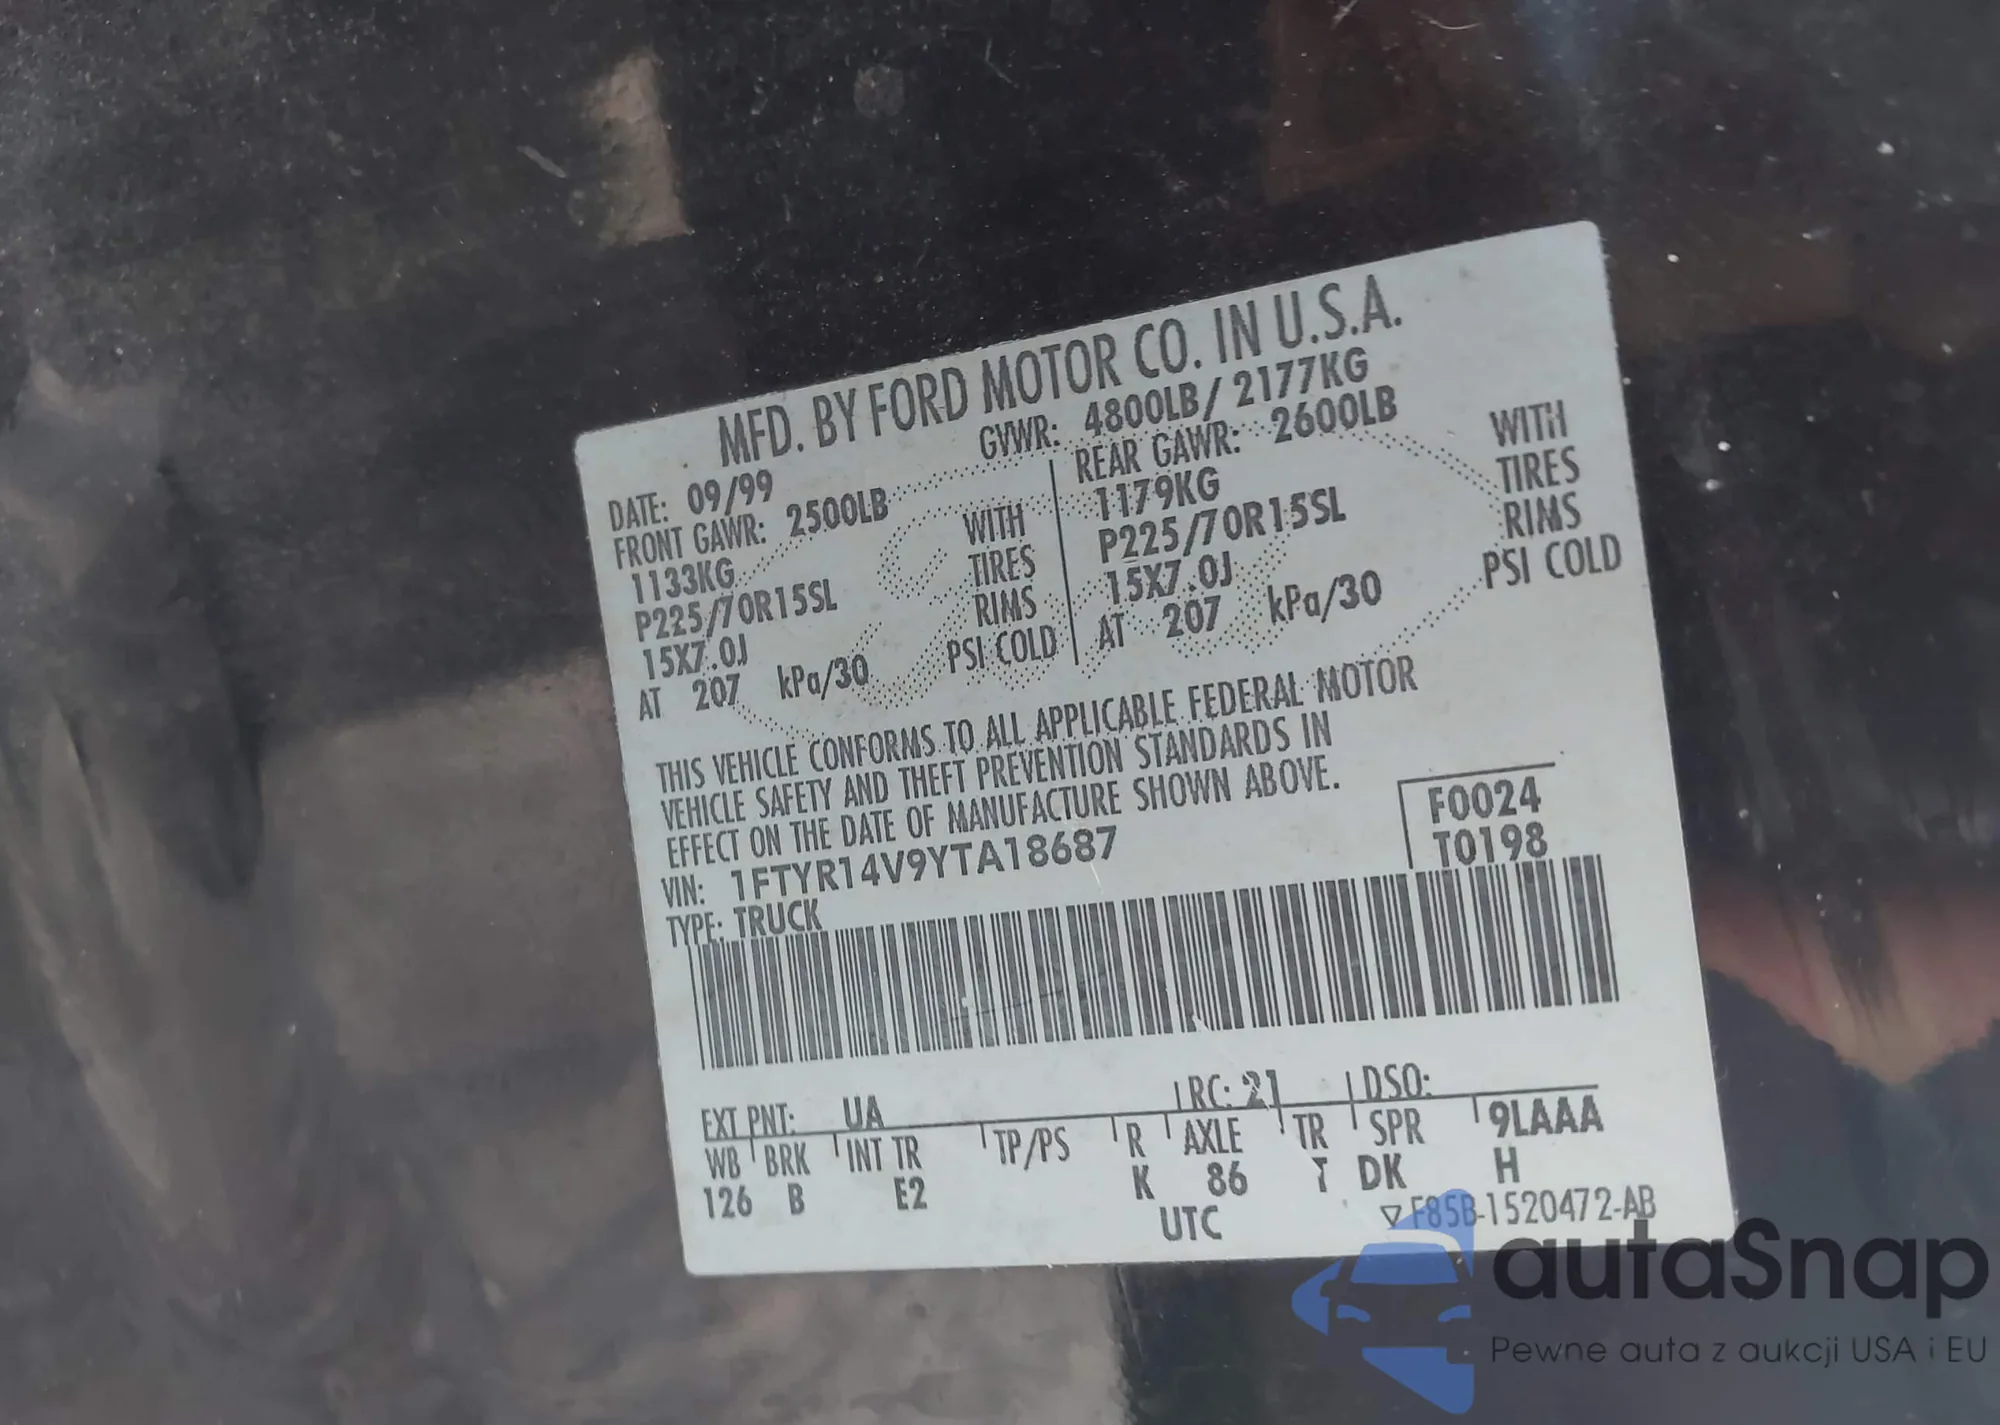 MFD. BY FORD MOTOR CO. IN U.S.A.
DATE: 09/99 GVWR: 4800LB/ 2177KG
FRONT GAWR: 2500LB REAR GAWR: 2600LB
1133KG WITH 1179KG WITH
P225/70R15SL TIRES P225/70R15SL TIRES
15X7.0J RIMS 15X7.0J RIMS
AT 207 kPa/30 PSI COLD AT 207 kPa/30 PSI COLD
THIS VEHICLE CONFORMS TO ALL APPLICABLE FEDERAL MOTOR
VEHICLE SAFETY AND THEFT PREVENTION STANDARDS IN
EFFECT ON THE DATE OF MANUFACTURE SHOWN ABOVE.
VIN: 1FTYR14V9YTA18687 F0024
TYPE: TRUCK T0198
EXT PNT: UA RC: 21 DSO:
WB BRK INT TR TP/PS R AXLE TR SPR 9LAAA
126 B E2 K 86 T DK H
UTC ▽ F85B-1520472-AB
autaSnap
Pewne auta z aukcji USA i EU